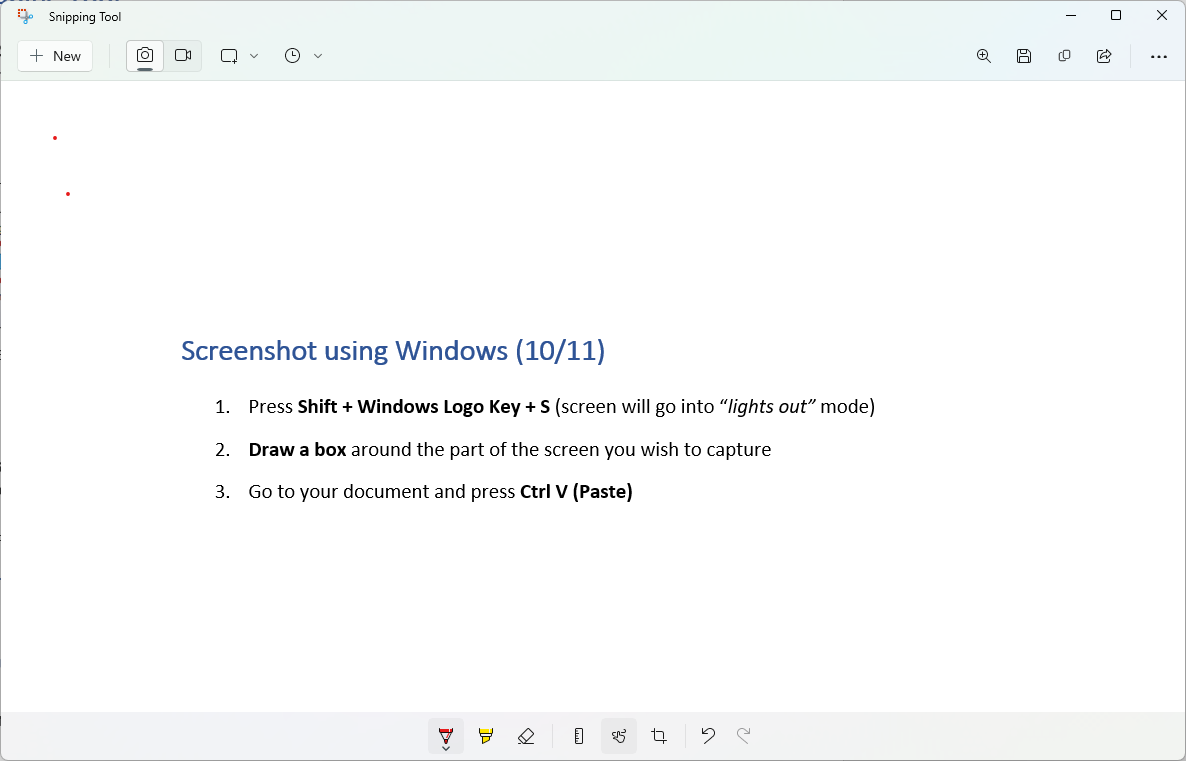 Snipping Tool
New
Screenshot using Windows (10/11)
1. Press Shift + Windows Logo Key + S (screen will go into “lights out” mode)
2. Draw a box around the part of the screen you wish to capture
3. Go to your document and press Ctrl V (Paste)